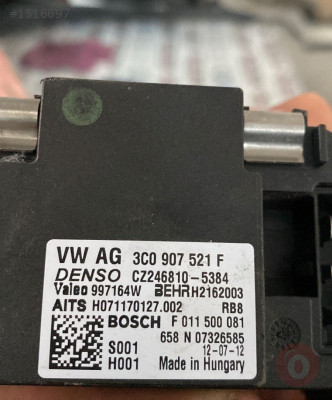 #1516097
VW AG 3C0 907 521 F
DENSO CZ246810-5384
Valeo 997164W BEHR H2162003
AITS H071170127.002 RB8
BOSCH F 011 500 081
658 N 07326585
S001 12-07-12
H001 Made in Hungary